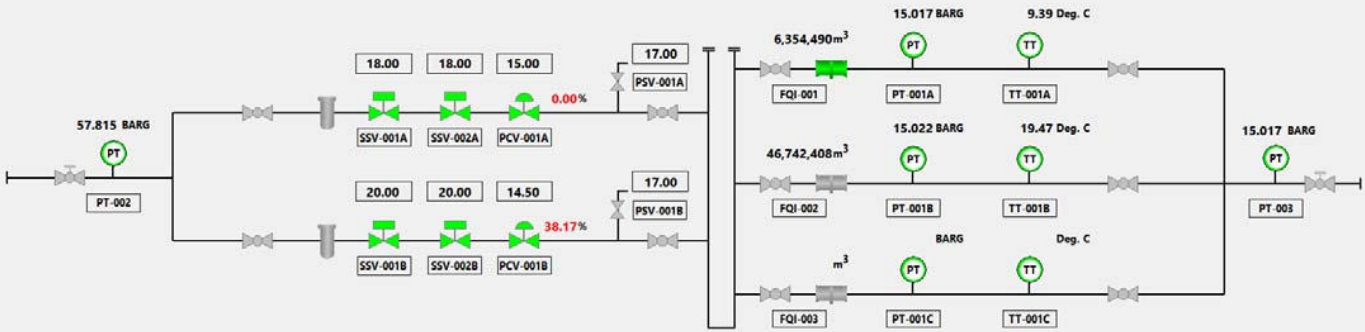 57.815 BARG
PT
PT-002
18.00
18.00
15.00
0.00%
SSV-001A
SSV-002A
PCV-001A
17.00
PSV-001A
20.00
20.00
14.50
38.17%
SSV-001B
SSV-002B
PCV-001B
17.00
PSV-001B
6,354,490m³
15.017 BARG
9.39 Deg. C
PT
TT
FQI-001
PT-001A
TT-001A
46,742,408m³
15.022 BARG
19.47 Deg. C
PT
TT
FQI-002
PT-001B
TT-001B
m³
BARG
Deg. C
PT
TT
FQI-003
PT-001C
TT-001C
15.017 BARG
PT
PT-003